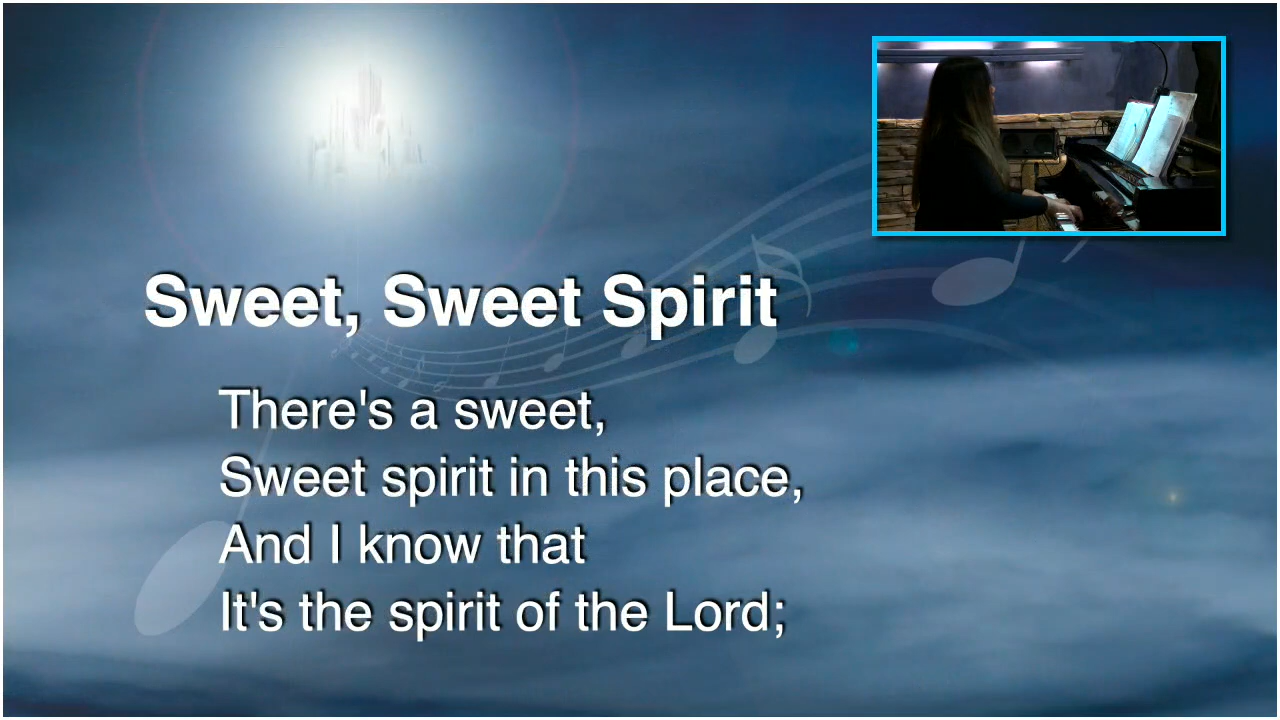 Sweet, Sweet Spirit
There's a sweet,
Sweet spirit in this place,
And I know that
It's the spirit of the Lord;